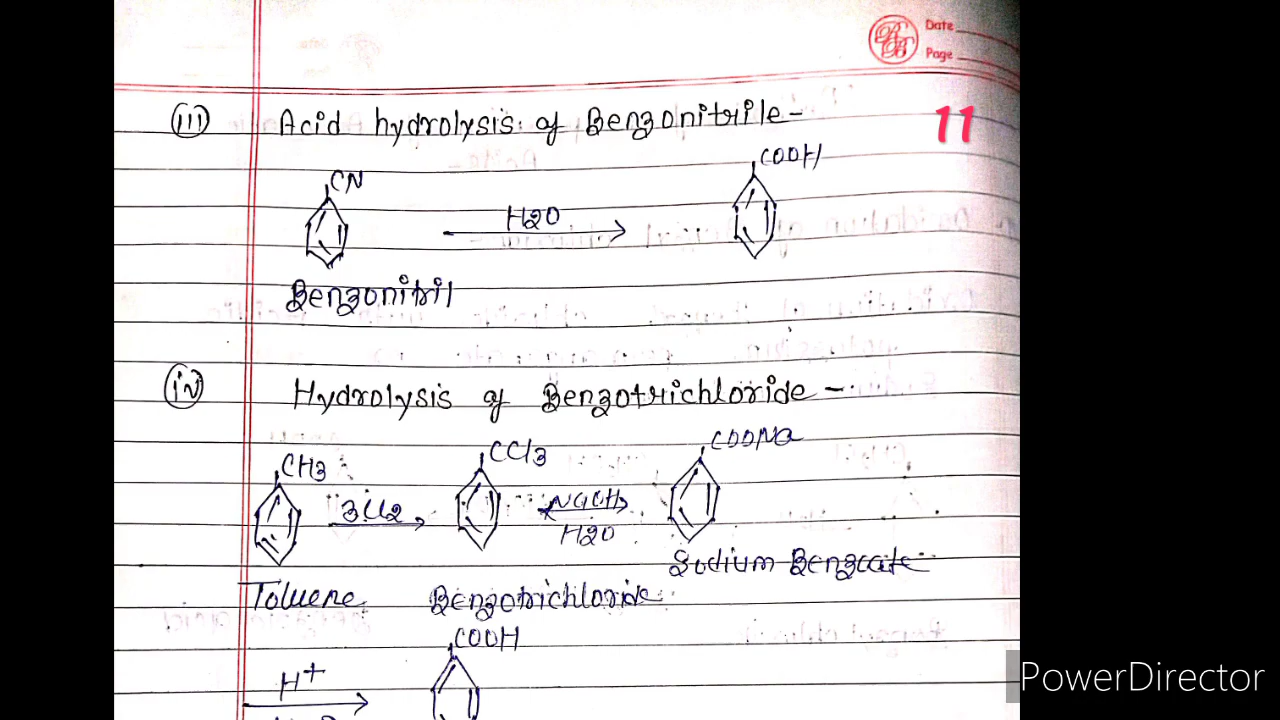 Date
Page
11
(iii) Acid hydrolysis of Benzonitrile-
CN
H2O
COOH
Benzonitril
(iv) Hydrolysis of Benzotrichloride-
CH3
3Cl2
CCl3
NaOH
H2O
COONa
Sodium Benzoate
Toluene
Benzotrichloride
H+
COOH
PowerDirector